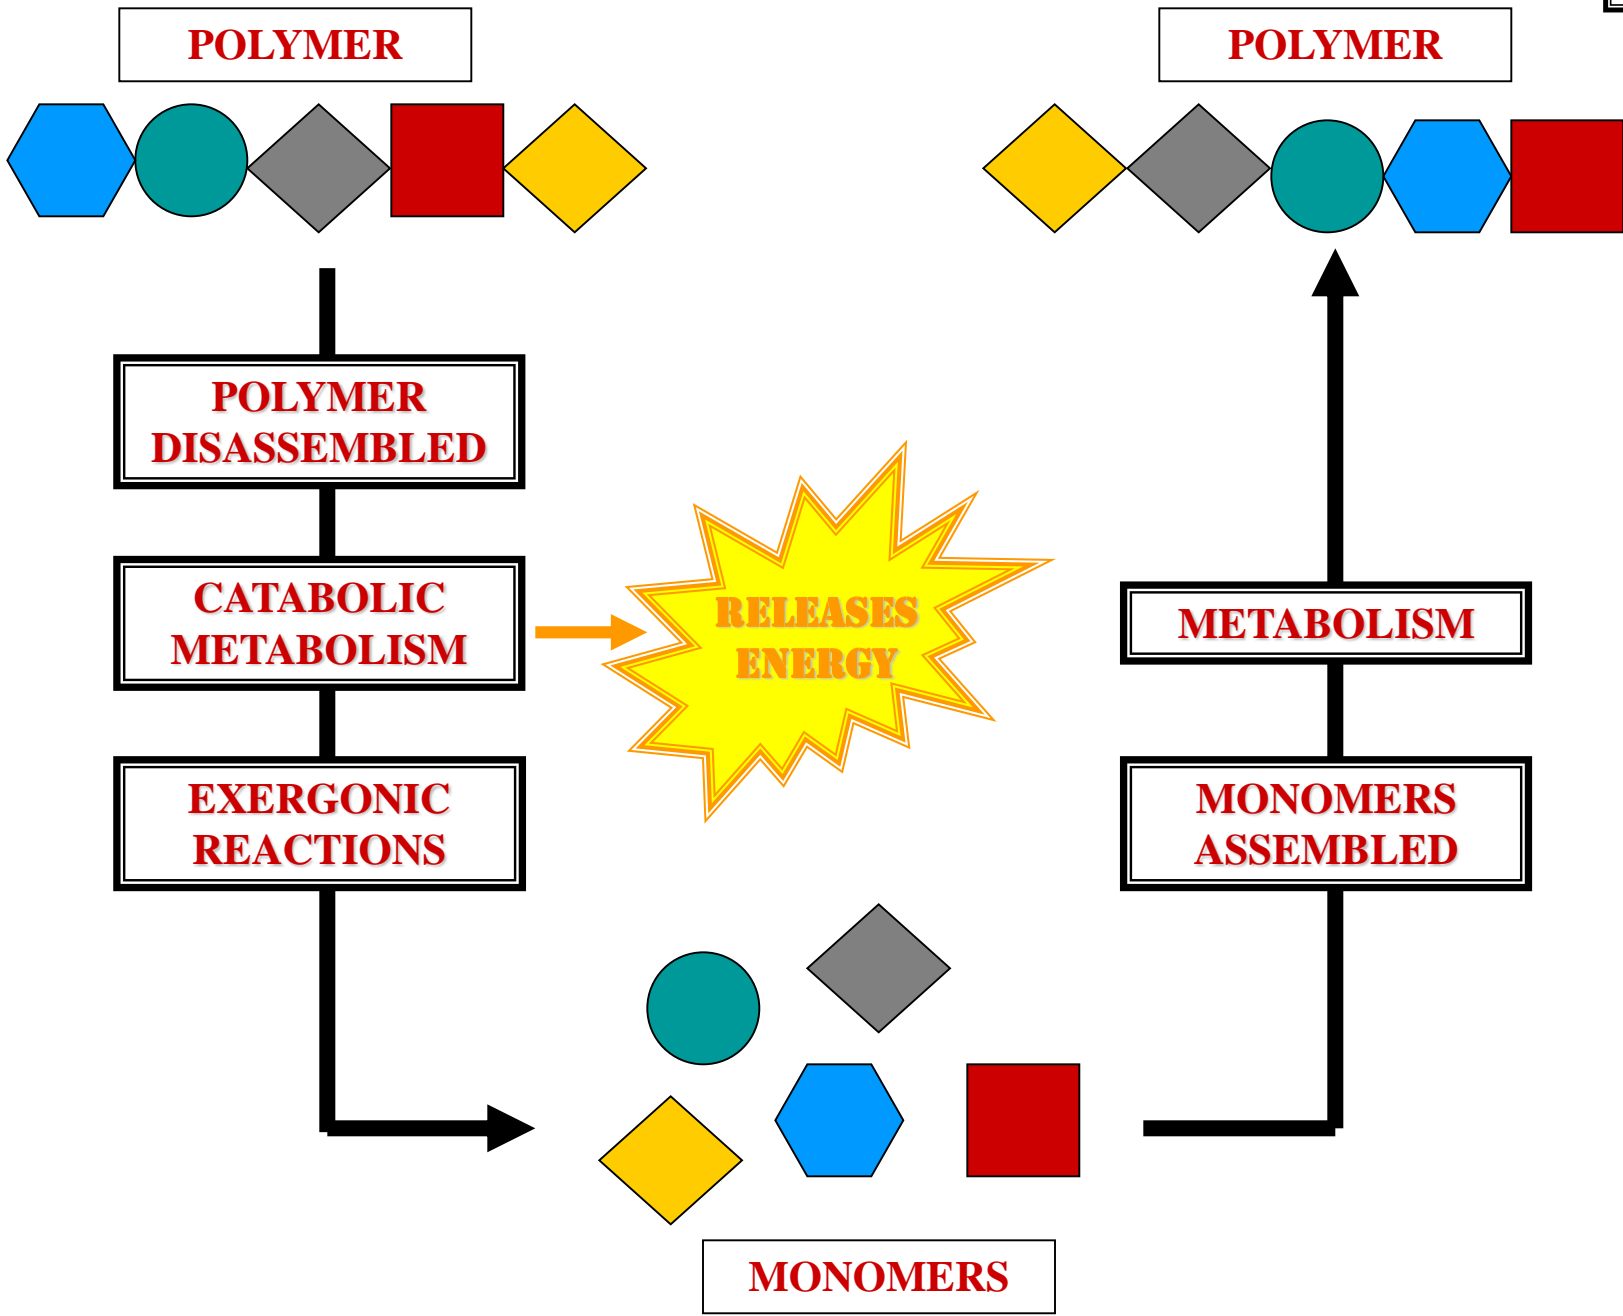 POLYMER
POLYMER
POLYMER
DISASSEMBLED
CATABOLIC
METABOLISM
RELEASES
ENERGY
METABOLISM
EXERGONIC
REACTIONS
MONOMERS
ASSEMBLED
MONOMERS